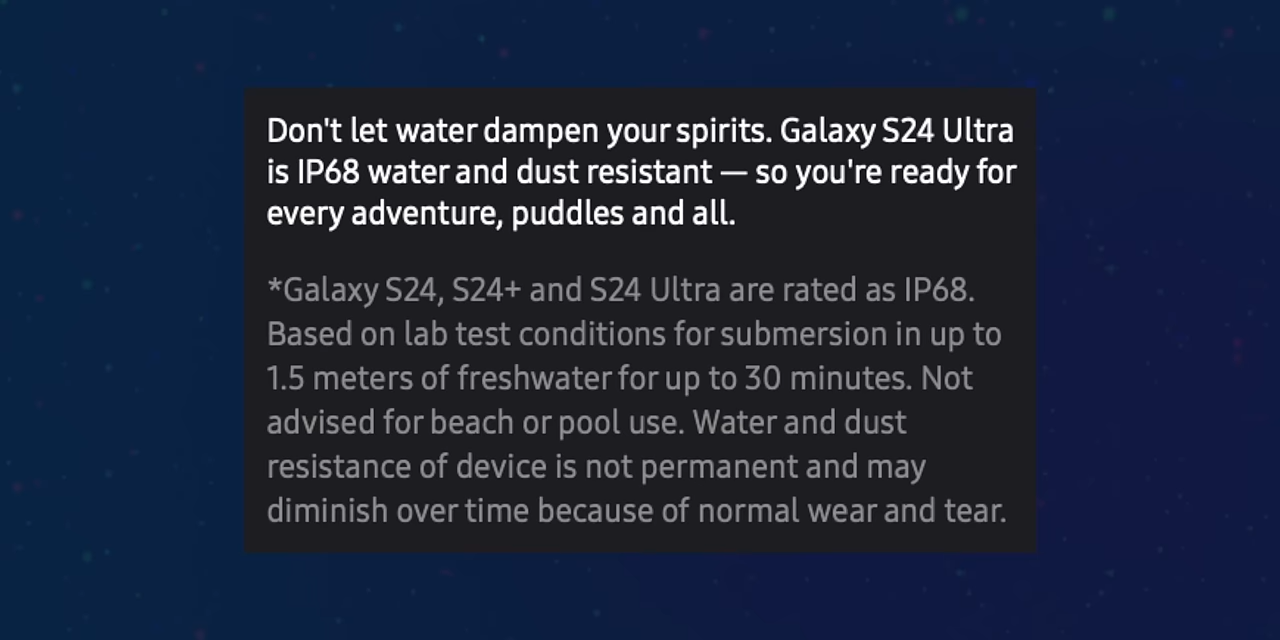 Don't let water dampen your spirits. Galaxy S24 Ultra
is IP68 water and dust resistant — so you're ready for
every adventure, puddles and all.
*Galaxy S24, S24+ and S24 Ultra are rated as IP68.
Based on lab test conditions for submersion in up to
1.5 meters of freshwater for up to 30 minutes. Not
advised for beach or pool use. Water and dust
resistance of device is not permanent and may
diminish over time because of normal wear and tear.